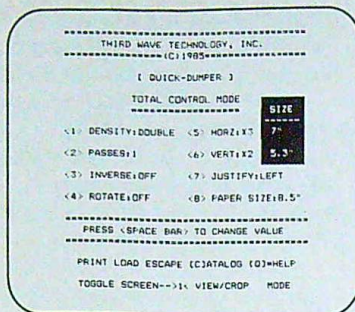 THIRD WAVE TECHNOLOGY, INC.
(C)1985
[ QUICK-DUMPER ]
TOTAL CONTROL MODE
SIZE
<1> DENSITY:DOUBLE <5> HORZ:X3 7"
<2> PASSES:1 <6> VERT:X2 5.3"
<3> INVERSE:OFF <7> JUSTIFY:LEFT
<4> ROTATE:OFF <8> PAPER SIZE:8.5"
PRESS <SPACE BAR> TO CHANGE VALUE
PRINT LOAD ESCAPE (C)ATALOG (Q)=HELP
TOGGLE SCREEN-->1< VIEW/CROP MODE